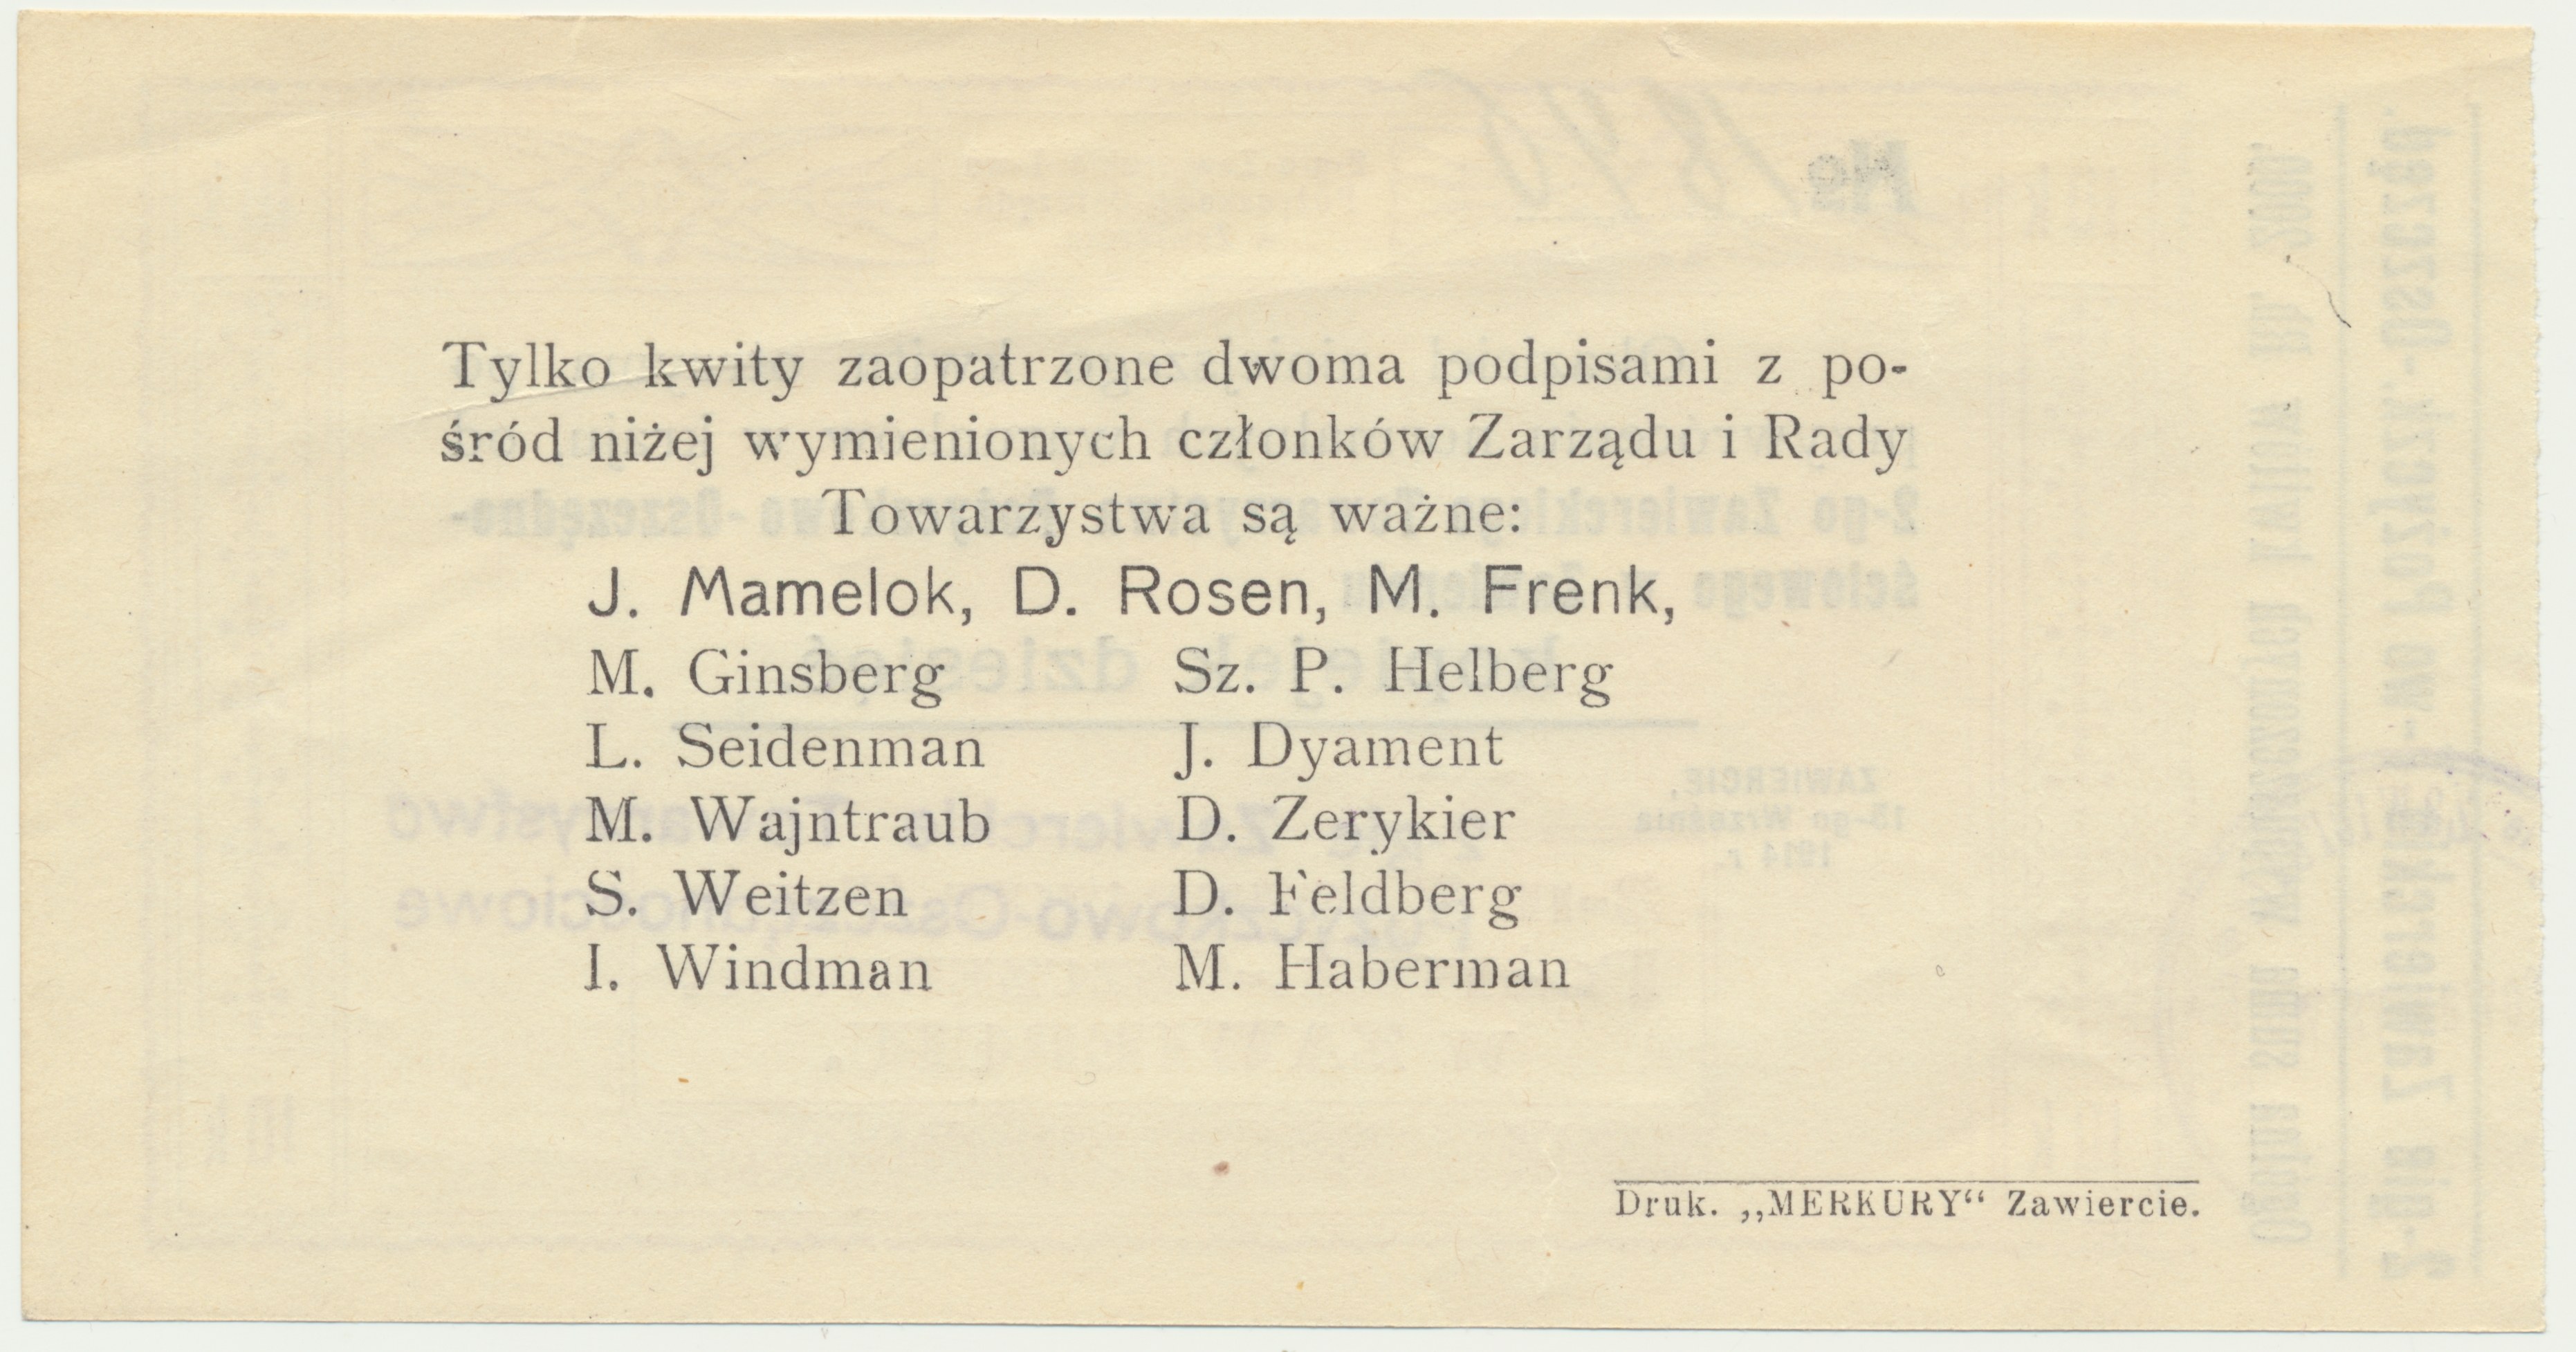 Tylko kwity zaopatrzone dwoma podpisami z po-
śród niżej wymienionych członków Zarządu i Rady
Towarzystwa są ważne:
J. Mamelok, D. Rosen, M. Frenk,
M. Ginsberg Sz. P. Helberg
L. Seidenman J. Dyament
M. Wajntraub D. Zerykier
S. Weitzen D. Feldberg
I. Windman M. Haberman
Druk. „MERKURY“ Zawiercie.